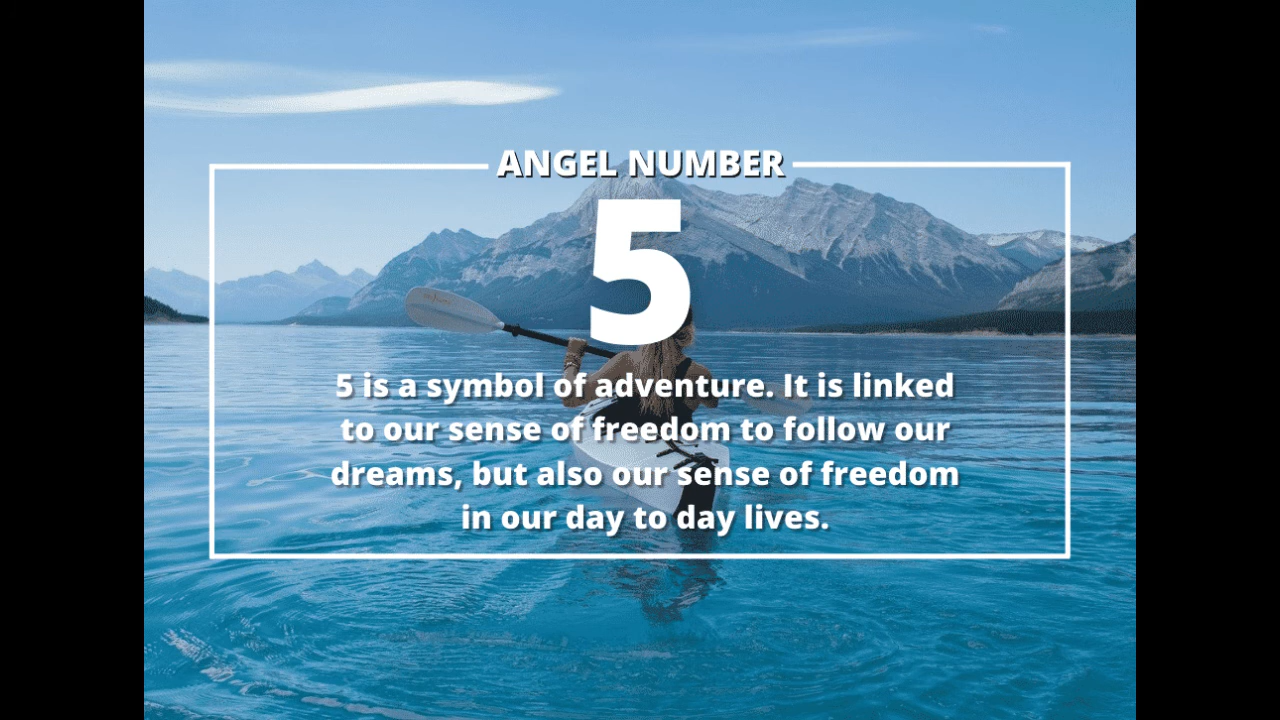 ANGEL NUMBER
5
5 is a symbol of adventure. It is linked
to our sense of freedom to follow our
dreams, but also our sense of freedom
in our day to day lives.